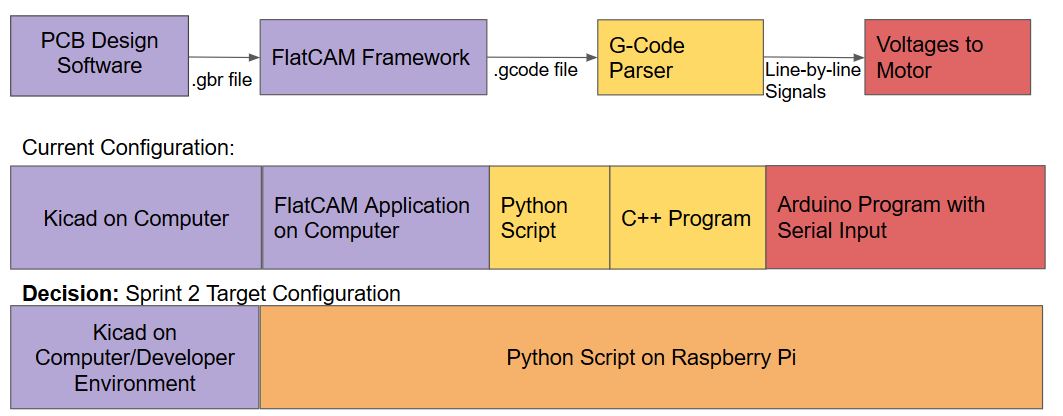 PCB Design
Software
.gbr file
FlatCAM Framework
.gcode file
G-Code
Parser
Line-by-line
Signals
Voltages to
Motor
Current Configuration:
Kicad on Computer
FlatCAM Application
on Computer
Python
Script
C++ Program
Arduino Program with
Serial Input
Decision: Sprint 2 Target Configuration
Kicad on
Computer/Developer
Environment
Python Script on Raspberry Pi